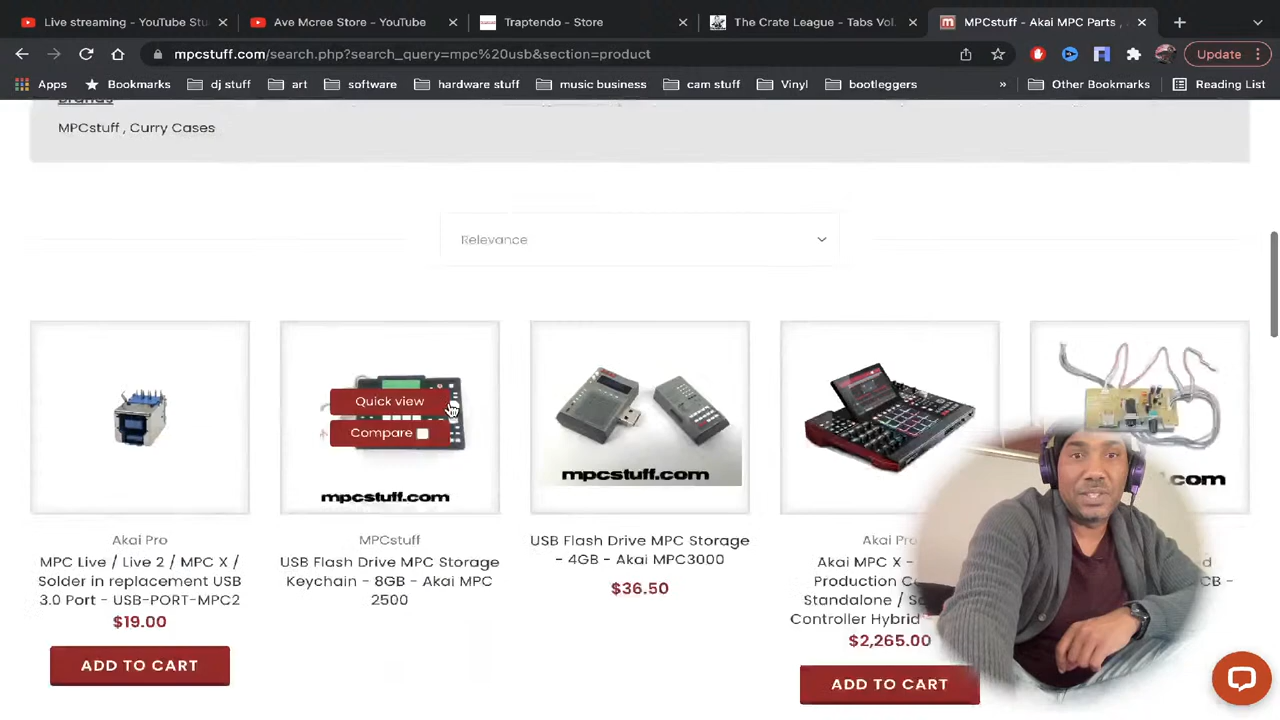 Live streaming - YouTube Stu
Ave Mcree Store - YouTube
Traptendo - Store
The Crate League - Tabs Vol.
MPCstuff - Akai MPC Parts ,
mpcstuff.com/search.php?search_query=mpc%20usb&section=product
Update
Apps
Bookmarks
dj stuff
art
software
hardware stuff
music business
cam stuff
Vinyl
bootleggers
»
Other Bookmarks
Reading List
Brands
MPCstuff , Curry Cases
Relevance
Quick view
Compare
mpcstuff.com
mpcstuff.com
Akai Pro
MPC Live / Live 2 / MPC X /
Solder in replacement USB
3.0 Port - USB-PORT-MPC2
$19.00
ADD TO CART
MPCstuff
USB Flash Drive MPC Storage
Keychain - 8GB - Akai MPC
2500
USB Flash Drive MPC Storage
- 4GB - Akai MPC3000
$36.50
Akai Pro
Akai MPC X -
Production
Standalone /
Controller Hybrid
$2,265.00
ADD TO CART